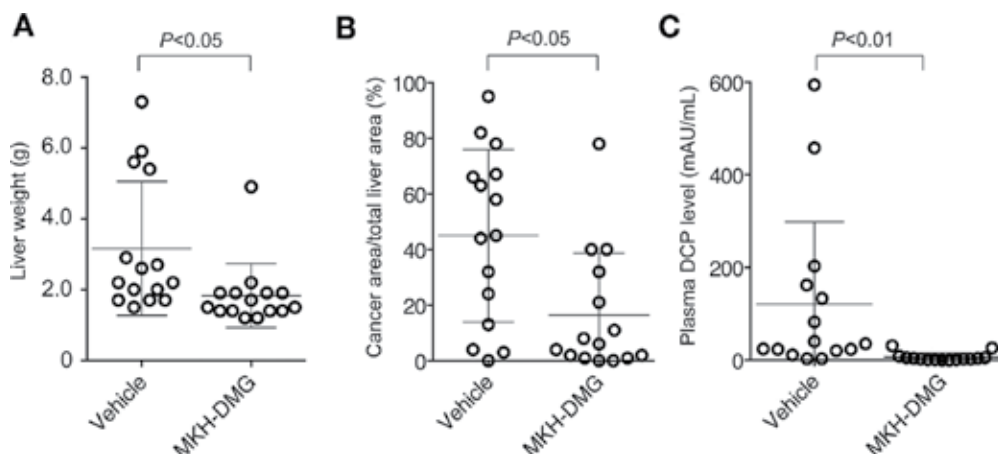 A
P<0.05
Liver weight (g)
8.0
6.0
4.0
2.0
0
Vehicle
MKH-DMG
B
P<0.05
Cancer area/total liver area (%)
100
80
60
40
20
0
Vehicle
MKH-DMG
C
P<0.01
Plasma DCP level (mAU/mL)
600
400
200
0
Vehicle
MKH-DMG